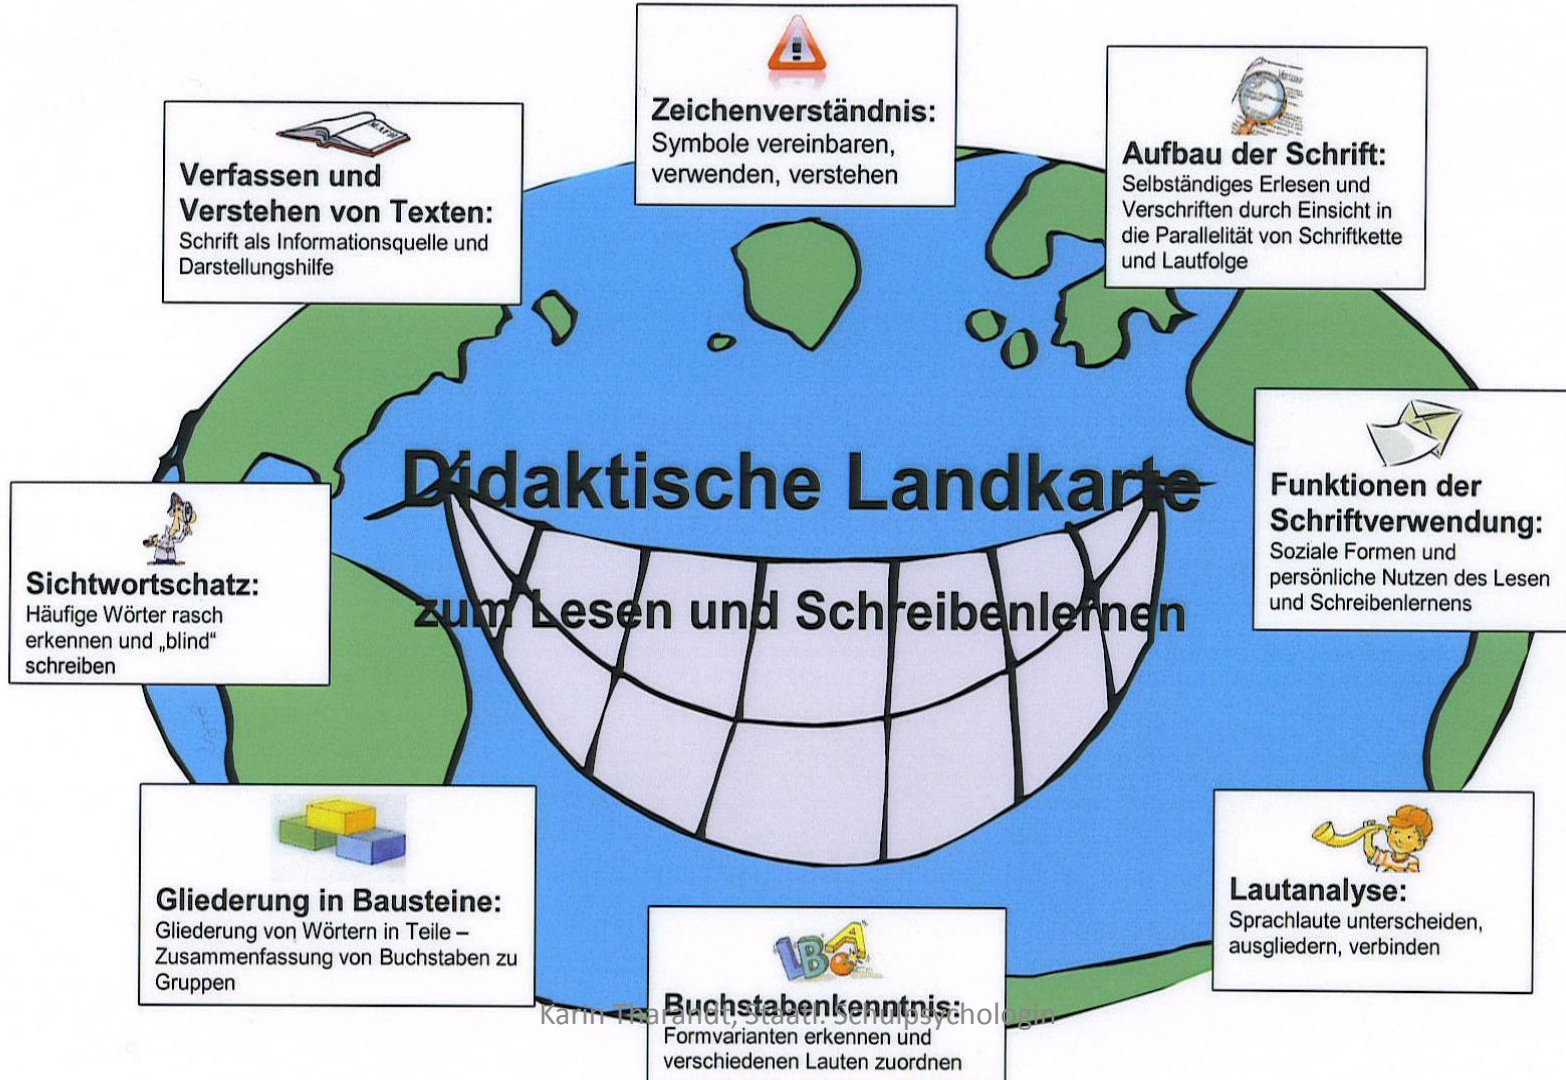 Didaktische Landkarte
zum Lesen und Schreibenlernen
Zeichenverständnis:
Symbole vereinbaren,
verwenden, verstehen
Aufbau der Schrift:
Selbständiges Erlesen und
Verschriften durch Einsicht in
die Parallelität von Schriftkette
und Lautfolge
Funktionen der
Schriftverwendung:
Soziale Formen und
persönliche Nutzen des Lesen
und Schreibenlernens
Lautanalyse:
Sprachlaute unterscheiden,
ausgliedern, verbinden
Buchstabenkenntnis:
Formvarianten erkennen und
verschiedenen Lauten zuordnen
Gliederung in Bausteine:
Gliederung von Wörtern in Teile –
Zusammenfassung von Buchstaben zu
Gruppen
Sichtwortschatz:
Häufige Wörter rasch
erkennen und „blind“
schreiben
Verfassen und
Verstehen von Texten:
Schrift als Informationsquelle und
Darstellungshilfe
Karin Tharandt, Staatl. Schulpsychologin